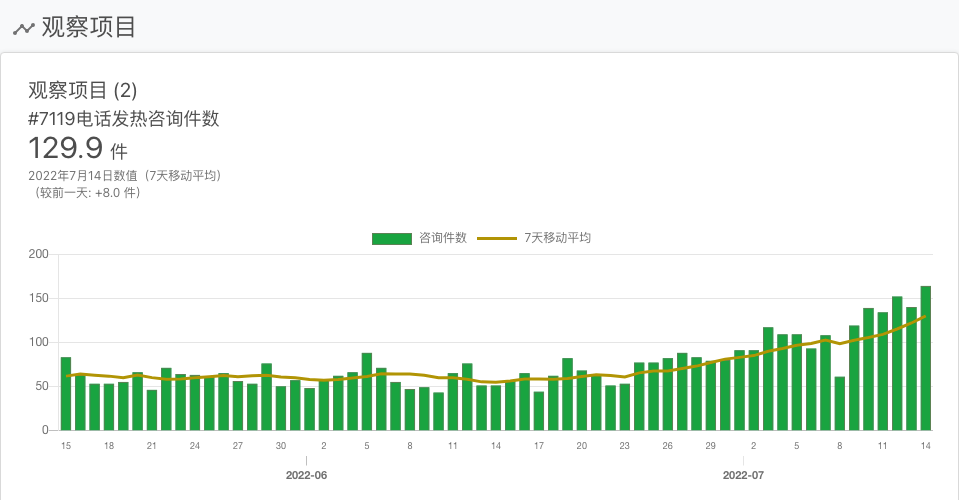 观察项目
观察项目 (2)
#7119电话发热咨询件数
129.9 件
2022年7月14日数值（7天移动平均）
（较前一天: +8.0 件）
咨询件数 7天移动平均
200
150
100
50
0
15 18 21 24 27 30 2 5 8 11 14 17 20 23 26 29 2 5 8 11 14
2022-06 2022-07